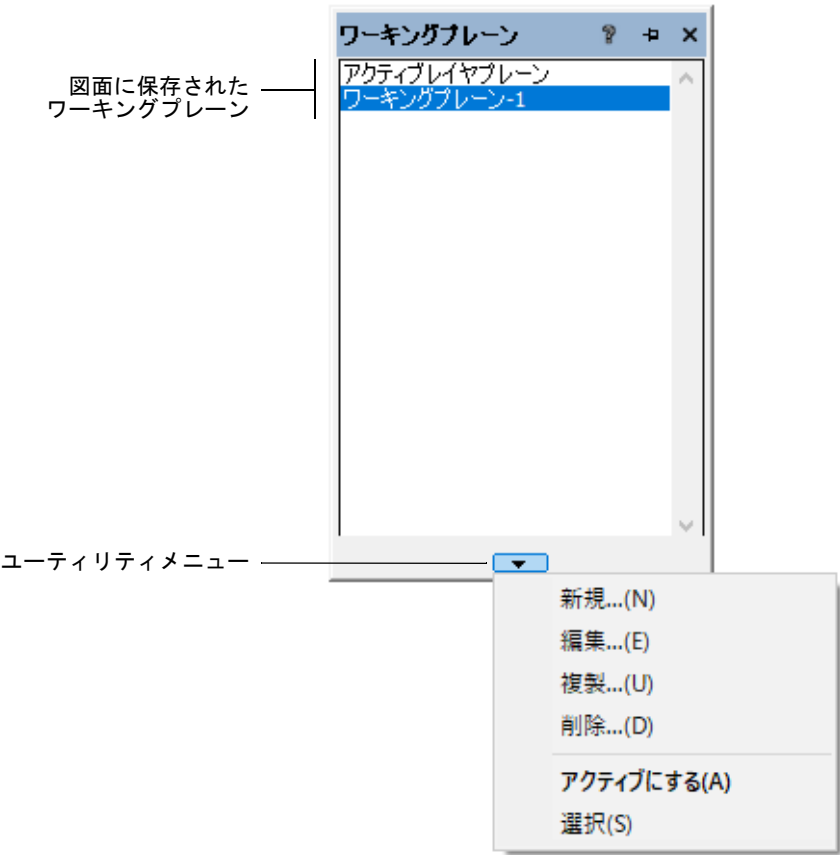 ワーキングプレーン
図面に保存された
ワーキングプレーン
アクティブレイヤプレーン
ワーキングプレーン-1
ユーティリティメニュー
新規...(N)
編集...(E)
複製...(U)
削除...(D)
アクティブにする(A)
選択(S)